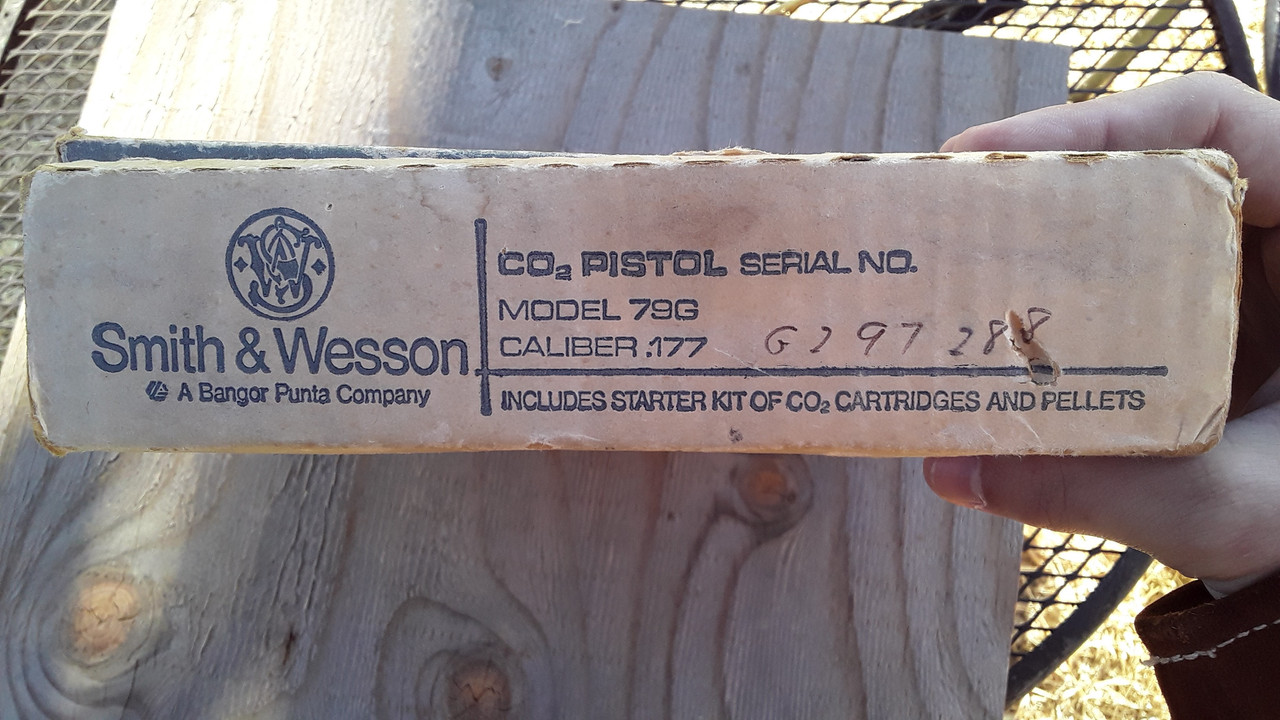 Smith & Wesson
A Bangor Punta Company
CO₂ PISTOL SERIAL NO.
MODEL 79G
CALIBER .177 G297288
INCLUDES STARTER KIT OF CO₂ CARTRIDGES AND PELLETS